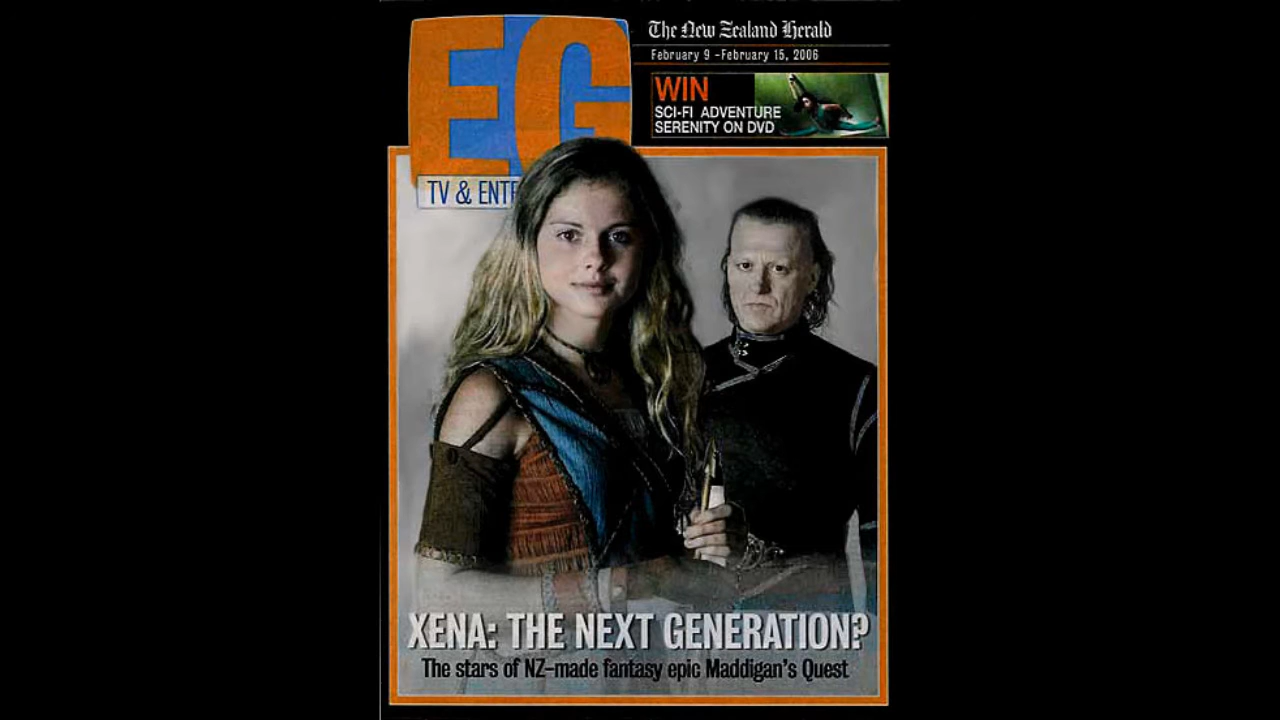 EG
TV & ENTE
The New Zealand Herald
February 9 -February 15, 2006
WIN
SCI-FI ADVENTURE
SERENITY ON DVD
XENA: THE NEXT GENERATION?
The stars of NZ-made fantasy epic Maddigan's Quest